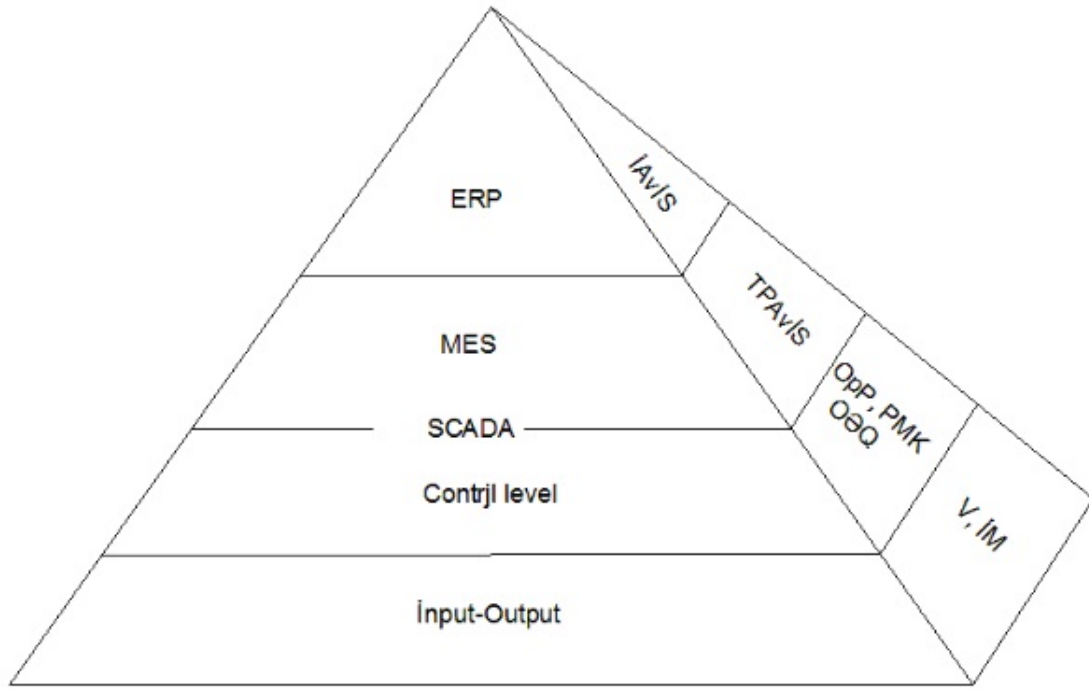 ERP
İAvİS
MES
TPAvİS
SCADA
OpP, PMK
OƏQ
Contrjl level
V, İM
İnput-Output